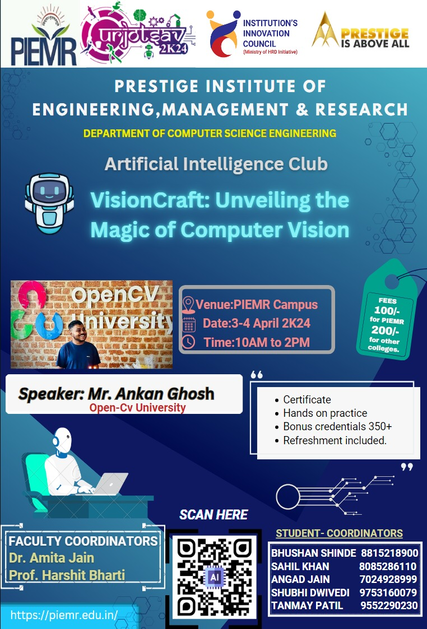 PIEMR
urjotsav
2K24
INSTITUTION'S
INNOVATION
COUNCIL
(Ministry of HRD Initiative)
PRESTIGE
IS ABOVE ALL
PRESTIGE INSTITUTE OF
ENGINEERING,MANAGEMENT & RESEARCH
DEPARTMENT OF COMPUTER SCIENCE ENGINEERING
Artificial Intelligence Club
VisionCraft: Unveiling the
Magic of Computer Vision
OpenCV
University
Venue:PIEMR Campus
Date:3-4 April 2K24
Time:10AM to 2PM
FEES
100/-
for PIEMR
200/-
for other
colleges.
Speaker: Mr. Ankan Ghosh
Open-Cv University
Certificate
Hands on practice
Bonus credentials 350+
Refreshment included.
SCAN HERE
AI
FACULTY COORDINATORS
Dr. Amita Jain
Prof. Harshit Bharti
STUDENT- COORDINATORS
BHUSHAN SHINDE 8815218900
SAHIL KHAN 8085286110
ANGAD JAIN 7024928999
SHUBHI DWIVEDI 9753160079
TANMAY PATIL 9552290230
https://piemr.edu.in/